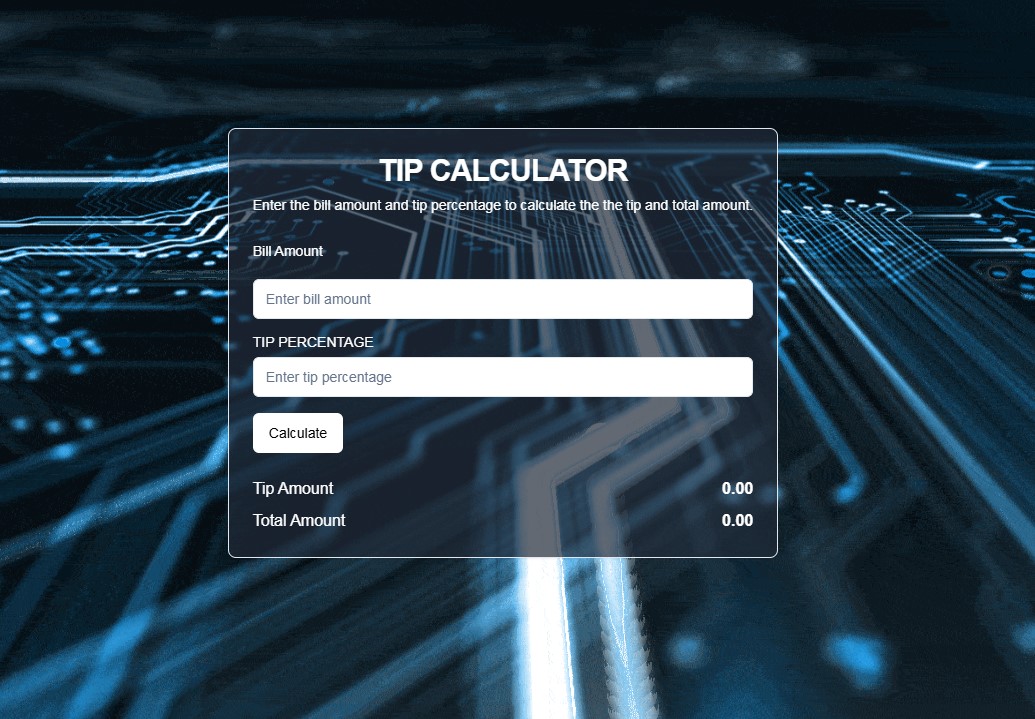 TIP CALCULATOR
Enter the bill amount and tip percentage to calculate the the tip and total amount.
Bill Amount
Enter bill amount
TIP PERCENTAGE
Enter tip percentage
Calculate
Tip Amount 0.00
Total Amount 0.00